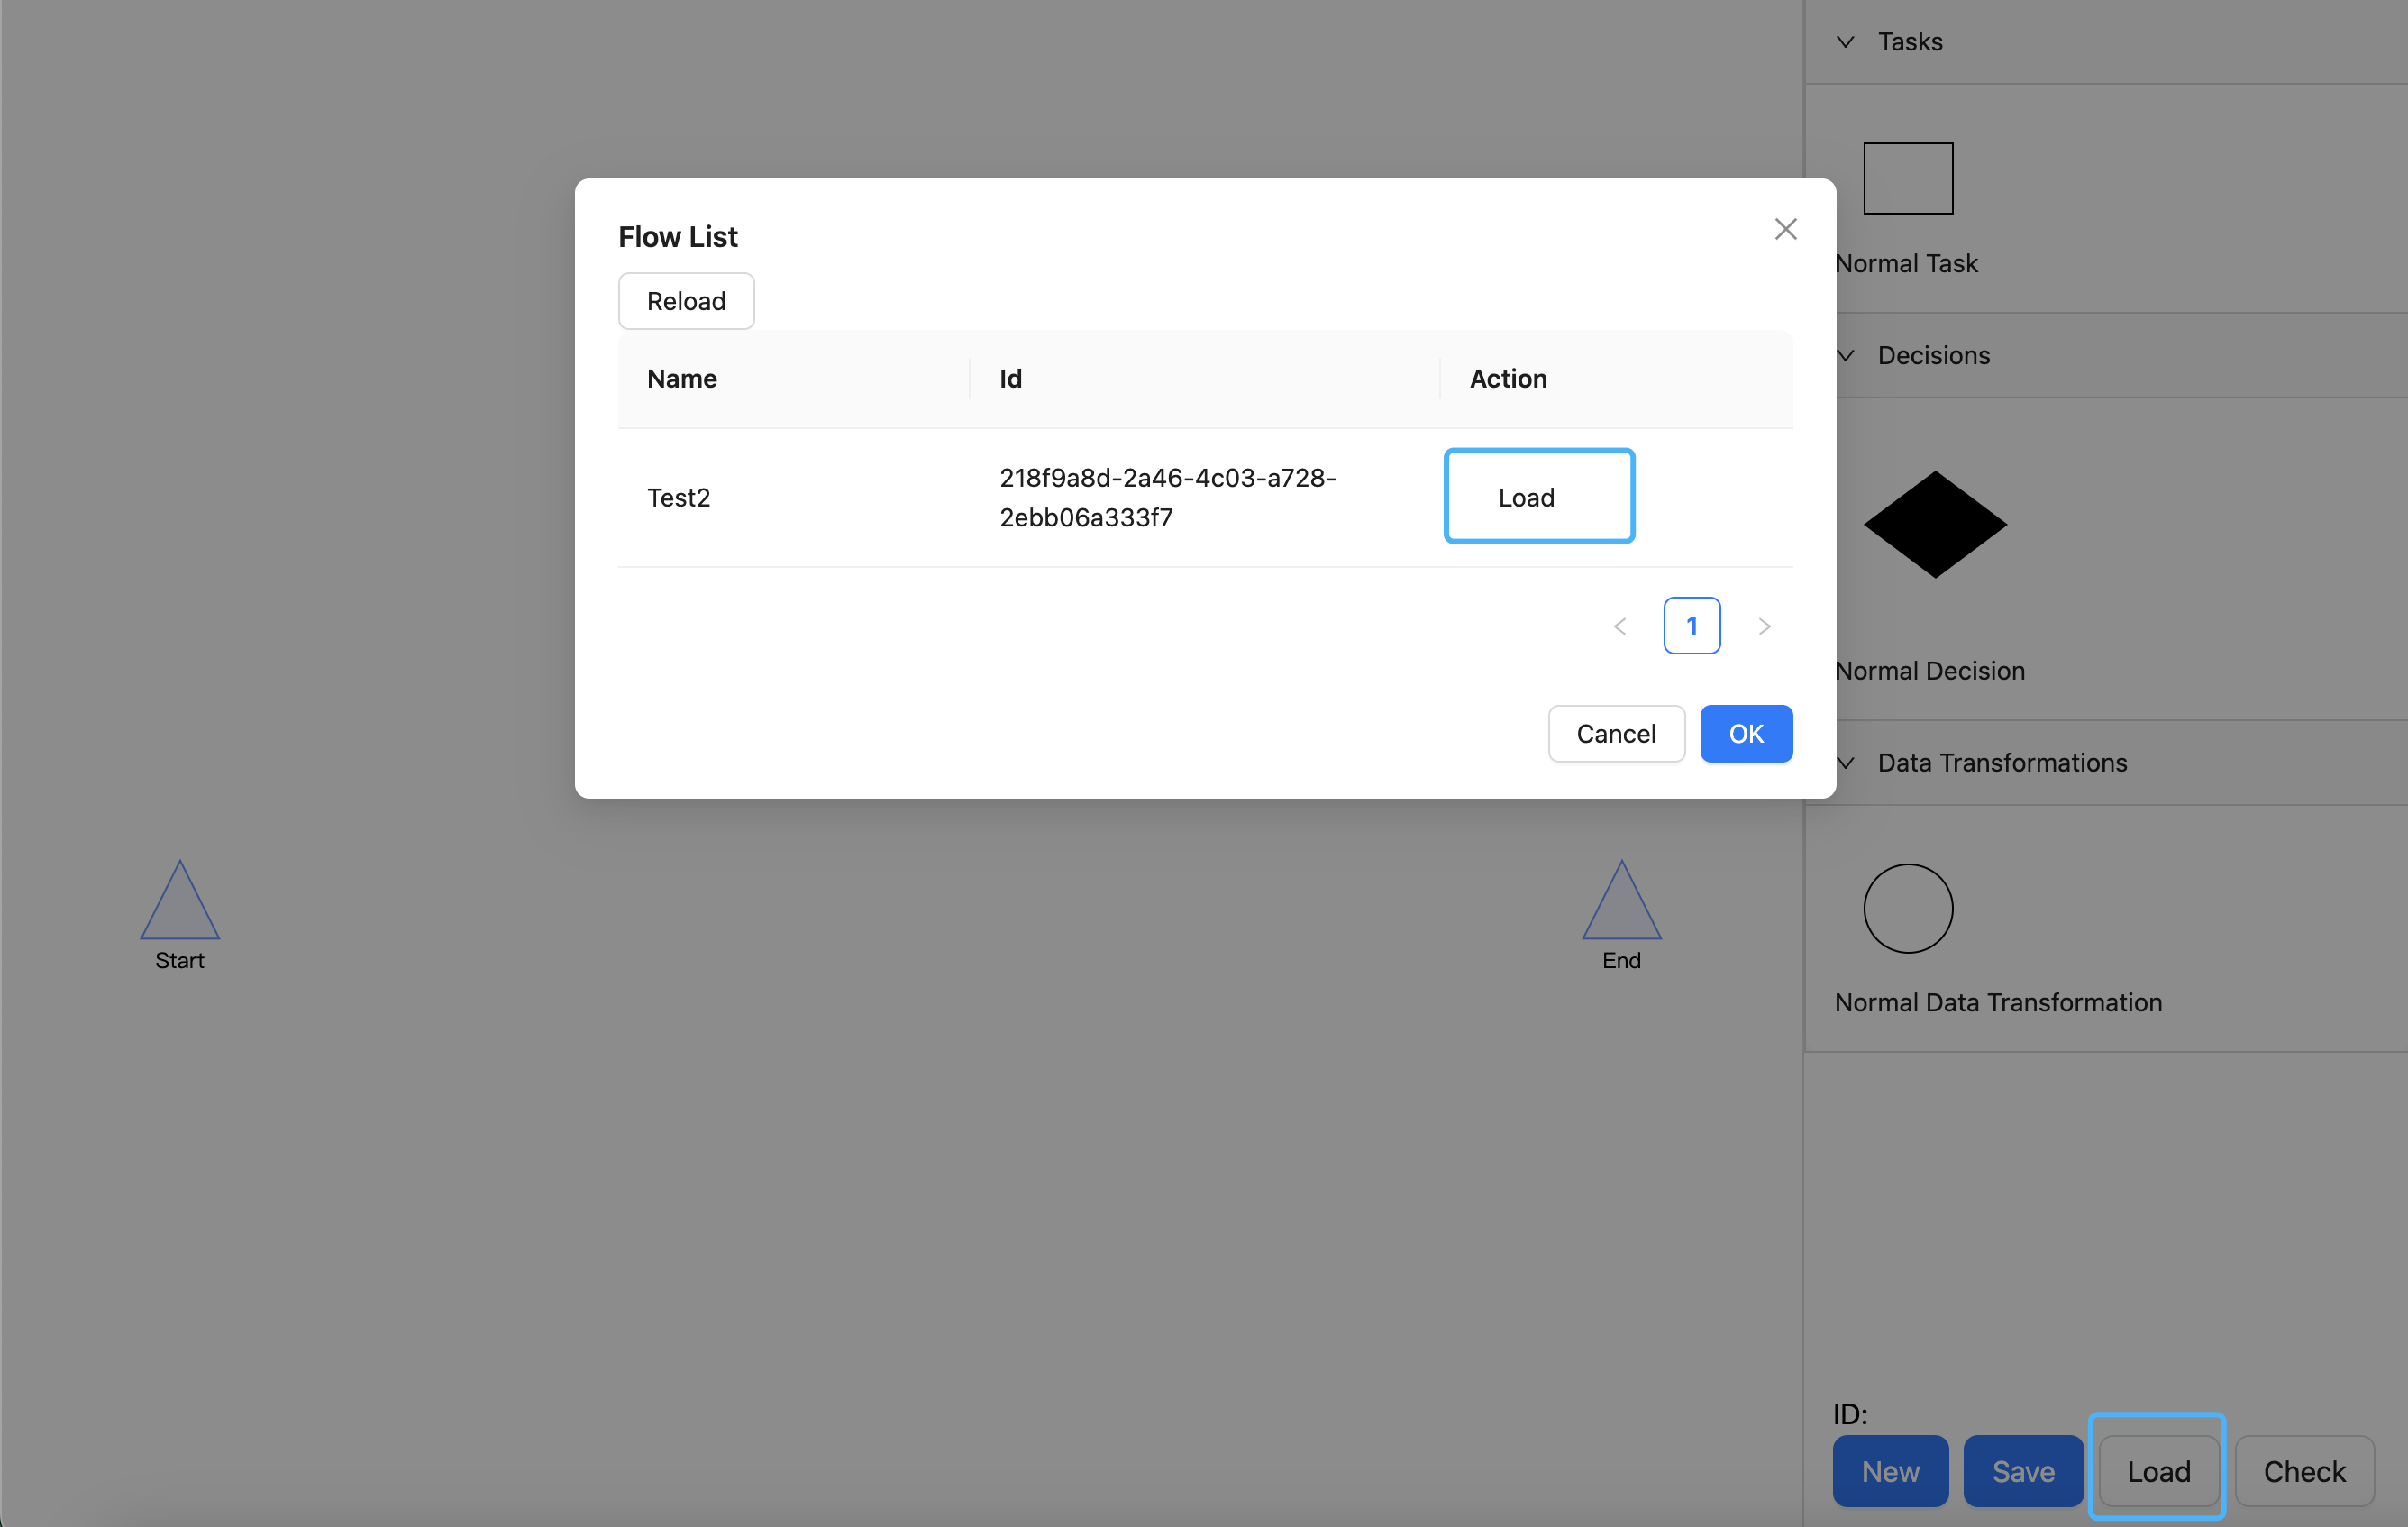 Tasks
Normal Task
Decisions
Normal Decision
Data Transformations
Normal Data Transformation
Flow List
Reload
Name Id Action
Test2 218f9a8d-2a46-4c03-a728- Load
2ebb06a333f7
1
Cancel OK
Start End
ID:
New Save Load Check